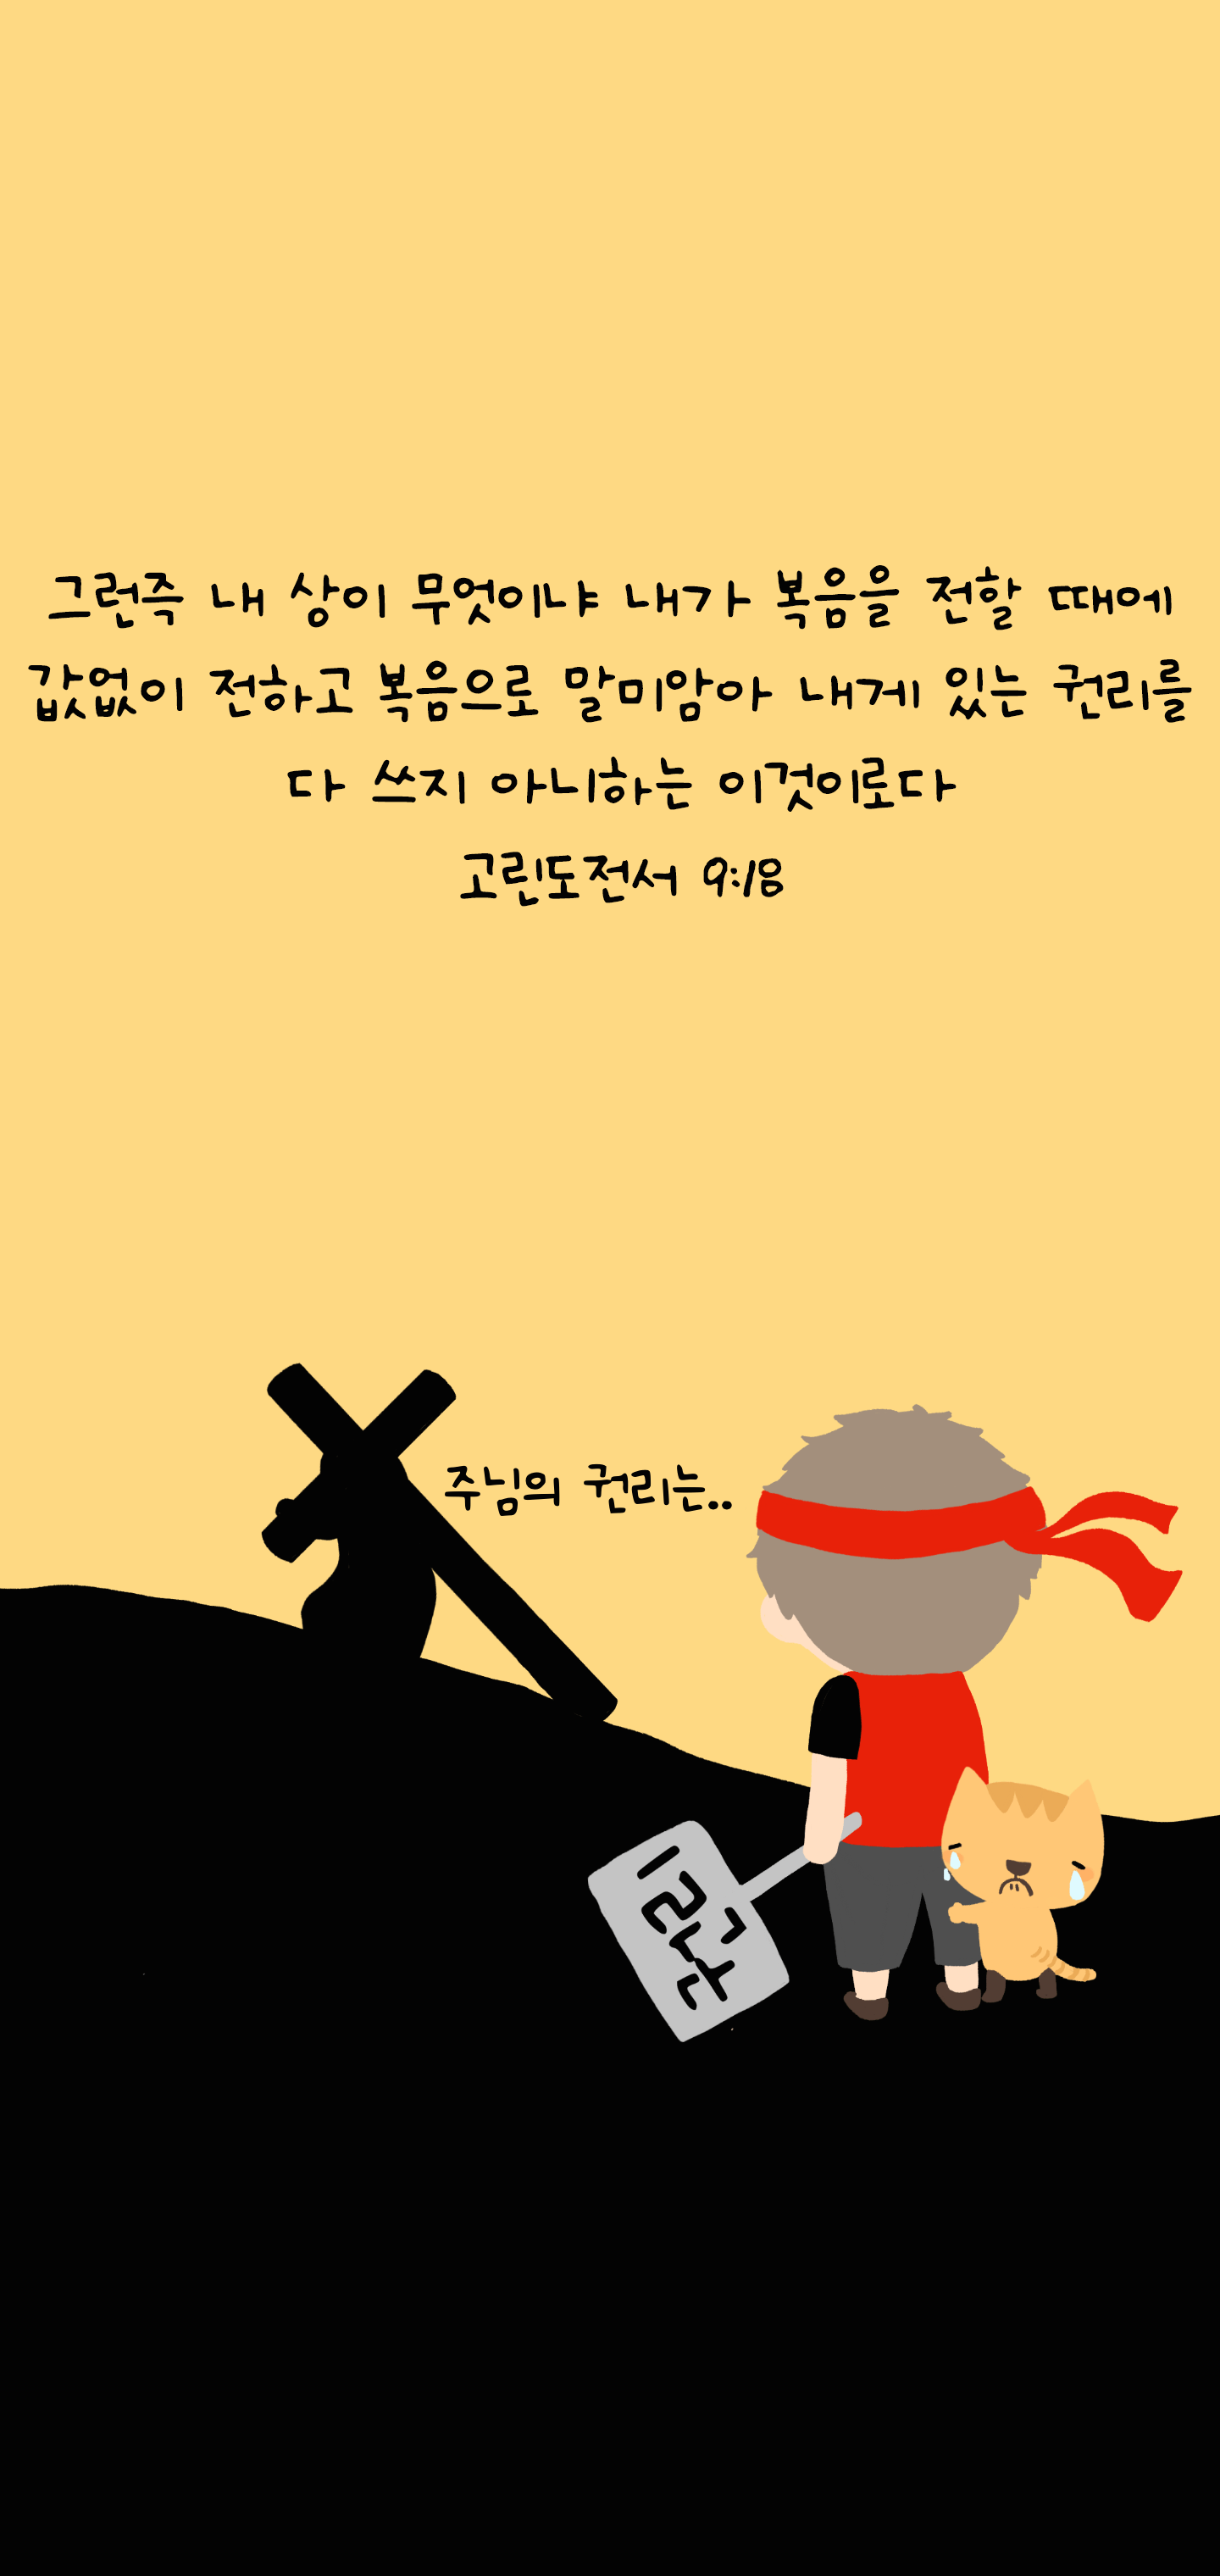 그런즉 내 상이 무엇이냐 내가 복음을 전할 때에
값없이 전하고 복음으로 말미암아 내게 있는 권리를
다 쓰지 아니하는 이것이로다
고린도전서 9:18
주님의 권리는..
권리